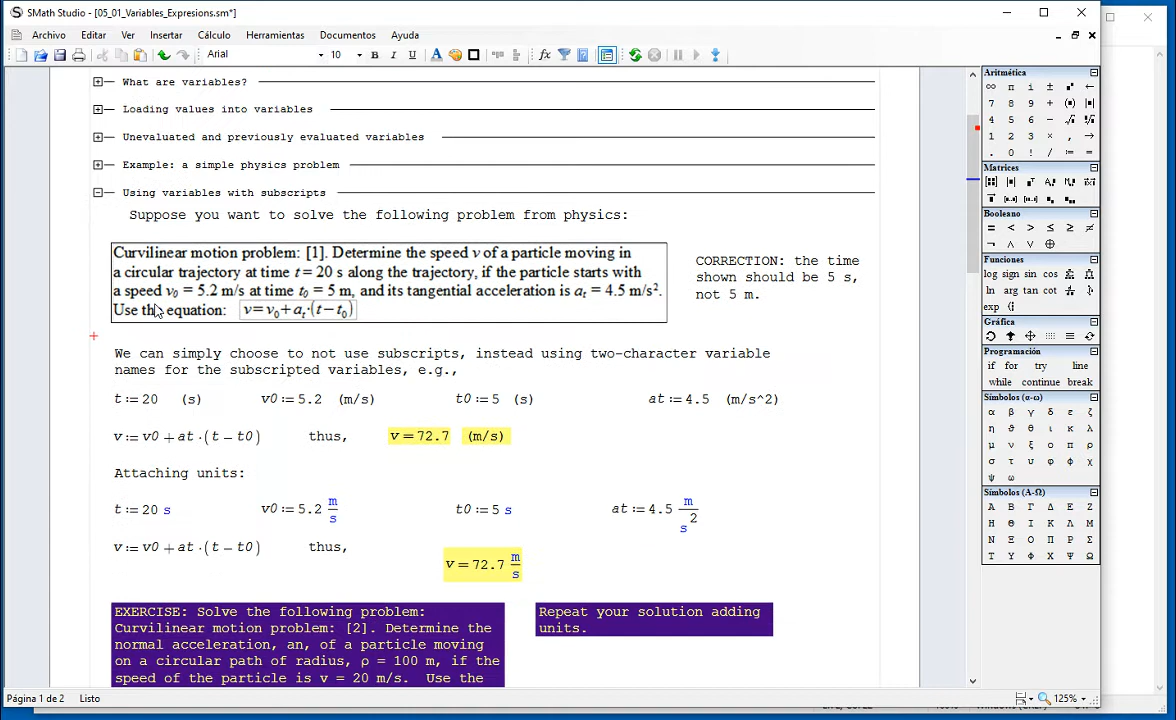 SMath Studio - [05_01_Variables_Expresions.sm*]
Archivo Editar Ver Insertar Cálculo Herramientas Documentos Ayuda
Arial 10 B I U A fx
What are variables?
Loading values into variables
Unevaluated and previously evaluated variables
Example: a simple physics problem
Using variables with subscripts
Suppose you want to solve the following problem from physics:
Curvilinear motion problem: [1]. Determine the speed v of a particle moving in
a circular trajectory at time t = 20 s along the trajectory, if the particle starts with
a speed v₀ = 5.2 m/s at time t₀ = 5 m, and its tangential acceleration is aₜ = 4.5 m/s².
Use the equation: v=v₀+aₜ·(t−t₀)
CORRECTION: the time
shown should be 5 s,
not 5 m.
We can simply choose to not use subscripts, instead using two-character variable
names for the subscripted variables, e.g.,
t:=20 (s) v0:=5.2 (m/s) t0:=5 (s) at:=4.5 (m/s^2)
v:=v0+at·(t−t0) thus, v=72.7 (m/s)
Attaching units:
t:=20 s v0:=5.2 m/s t0:=5 s at:=4.5 m/s²
v:=v0+at·(t−t0) thus,
v=72.7 m/s
EXERCISE: Solve the following problem:
Curvilinear motion problem: [2]. Determine the
normal acceleration, an, of a particle moving
on a circular path of radius, ρ = 100 m, if the
speed of the particle is v = 20 m/s. Use the
Repeat your solution adding
units.
Aritmética
∞ π i ± ←
7 8 9 + (▪) |▪|
4 5 6 −
1 2 3 × , →
. 0 ! / := =
Matrices
Booleano
= < > ≤ ≥ ≠
¬ ∧ ∨ ⊕
Funciones
log sign sin cos
ln arg tan cot
exp
Gráfica
Programación
if for try line
while continue break
Símbolos (α-ω)
α β γ δ ε ζ
η ϑ θ ι κ λ
μ ν ξ ο π ρ
σ τ υ φ φ χ
ψ ω
Símbolos (Α-Ω)
Α Β Γ Δ Ε Ζ
Η Θ Ι Κ Λ Μ
Ν Ξ Ο Π Ρ Σ
Τ Υ Φ Χ Ψ Ω
Página 1 de 2 Listo 125%